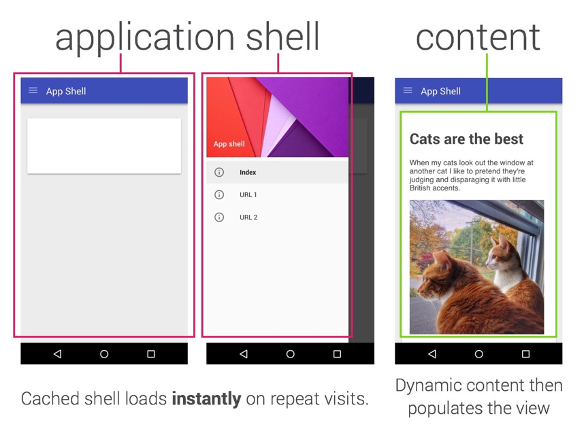 application shell
content
App Shell
App shell
Index
URL 1
URL 2
App Shell
Cats are the best
When my cats look out the window at
another cat I like to pretend they're
judging and disparaging it with little
British accents.
Cached shell loads instantly on repeat visits.
Dynamic content then
populates the view